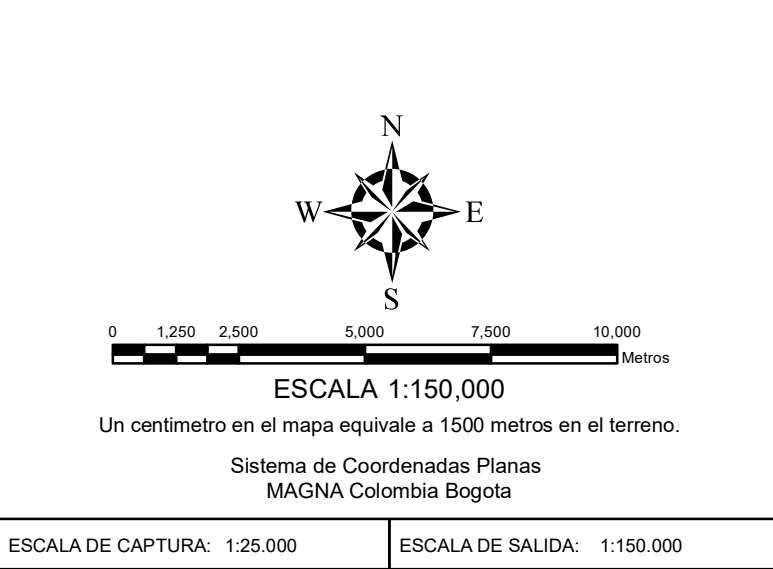 N
W E
S
0 1,250 2,500 5,000 7,500 10,000
Metros
ESCALA 1:150,000
Un centimetro en el mapa equivale a 1500 metros en el terreno.
Sistema de Coordenadas Planas
MAGNA Colombia Bogota
ESCALA DE CAPTURA: 1:25.000
ESCALA DE SALIDA: 1:150.000